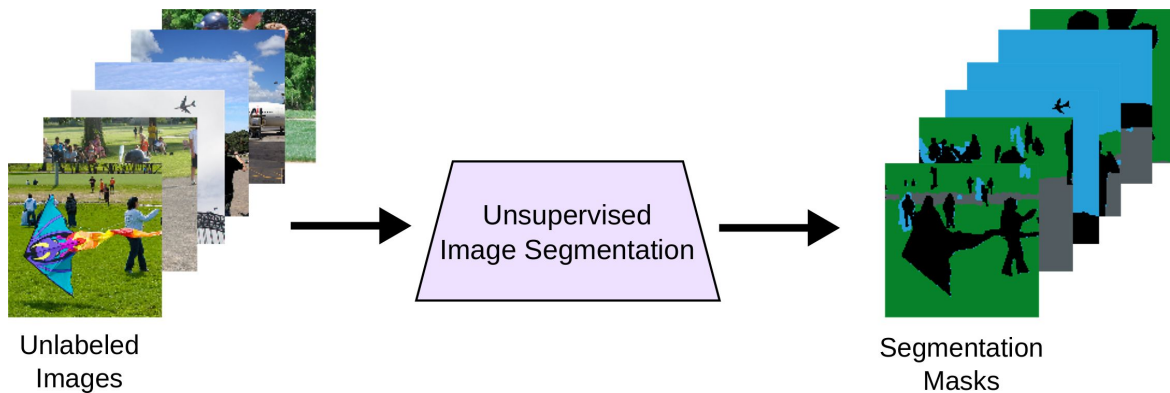 Unsupervised
Image Segmentation
Unlabeled
Images
Segmentation
Masks